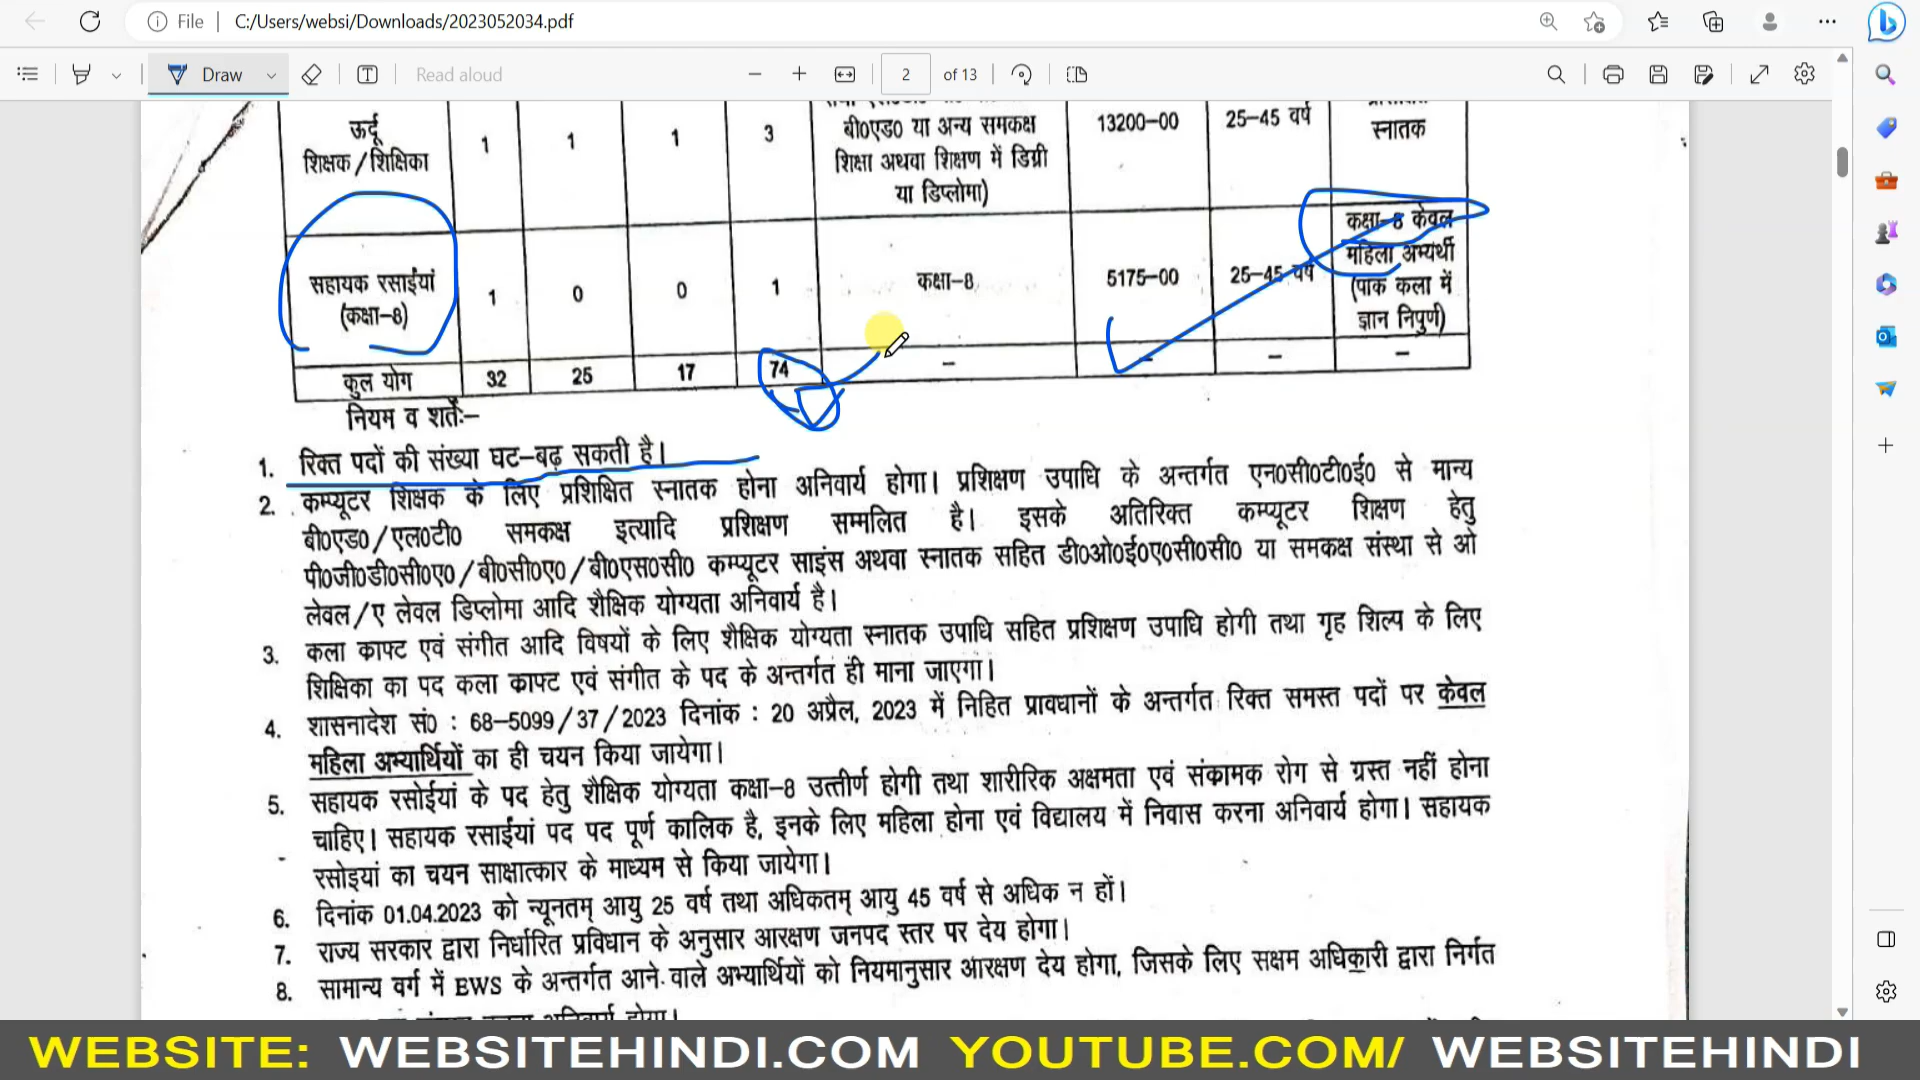 File C:/Users/websi/Downloads/2023052034.pdf
Draw Read aloud 2 of 13
ऊर्दू
शिक्षक/शिक्षिका
1 1 1 3
बी0एड0 या अन्य समकक्ष
शिक्षा अथवा शिक्षण में डिग्री
या डिप्लोमा)
13200-00 25-45 वर्ष
स्नातक
सहायक रसाईयां
(कक्षा-8)
1 0 0 1 कक्षा-8 5175-00 25-45 वर्ष
कक्षा-8 केवल
महिला अभ्यर्थी
(पाक कला में
ज्ञान निपुर्ण)
कुल योग 32 25 17 74 - - - -
नियम व शर्तेः-
1. रिक्त पदों की संख्या घट-बढ़ सकती है।
2. कम्प्यूटर शिक्षक के लिए प्रशिक्षित स्नातक होना अनिवार्य होगा। प्रशिक्षण उपाधि के अन्तर्गत एन0सी0टी0ई0 से मान्य
बी0एड0/एल0टी0 समकक्ष इत्यादि प्रशिक्षण सम्मलित है। इसके अतिरिक्त कम्प्यूटर शिक्षण हेतु
पी0जी0डी0सी0ए0/बी0सी0ए0/बी0एस0सी0 कम्प्यूटर साइंस अथवा स्नातक सहित डी0ओ0ई0ए0सी0सी0 या समकक्ष संस्था से ओ
लेवल/ए लेवल डिप्लोमा आदि शैक्षिक योग्यता अनिवार्य है।
3. कला क्राफ्ट एवं संगीत आदि विषयों के लिए शैक्षिक योग्यता स्नातक उपाधि सहित प्रशिक्षण उपाधि होगी तथा गृह शिल्प के लिए
शिक्षिका का पद कला क्राफ्ट एवं संगीत के पद के अन्तर्गत ही माना जाएगा।
4. शासनादेश सं0 : 68-5099/37/2023 दिनांक : 20 अप्रैल, 2023 में निहित प्रावधानों के अन्तर्गत रिक्त समस्त पदों पर केवल
महिला अभ्यार्थियों का ही चयन किया जायेगा।
5. सहायक रसोईयां के पद हेतु शैक्षिक योग्यता कक्षा-8 उत्तीर्ण होगी तथा शारीरिक अक्षमता एवं संक्रामक रोग से ग्रस्त नहीं होना
चाहिए। सहायक रसाईंयां पद पद पूर्ण कालिक है, इनके लिए महिला होना एवं विद्यालय में निवास करना अनिवार्य होगा। सहायक
रसोइयां का चयन साक्षात्कार के माध्यम से किया जायेगा।
6. दिनांक 01.04.2023 को न्यूनतम् आयु 25 वर्ष तथा अधिकतम् आयु 45 वर्ष से अधिक न हों।
7. राज्य सरकार द्वारा निर्धारित प्रविधान के अनुसार आरक्षण जनपद स्तर पर देय होगा।
8. सामान्य वर्ग में EWS के अन्तर्गत आने वाले अभ्यार्थियों को नियमानुसार आरक्षण देय होगा, जिसके लिए सक्षम अधिकारी द्वारा निर्गत
WEBSITE: WEBSITEHINDI.COM YOUTUBE.COM/ WEBSITEHINDI